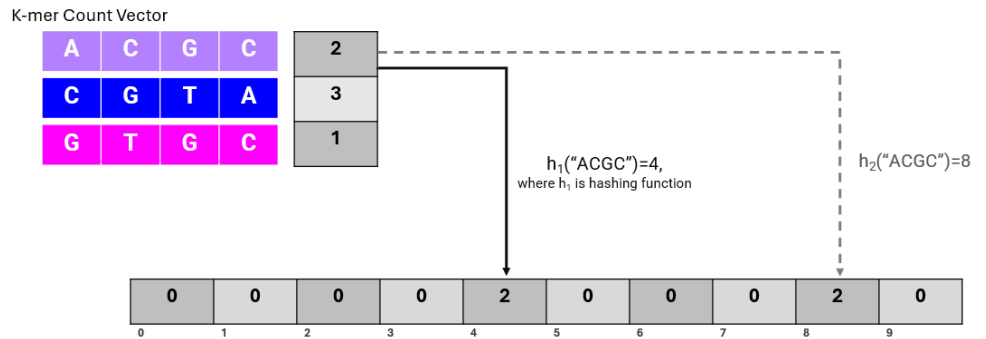 K-mer Count Vector
A C G C 2
C G T A 3
G T G C 1
h₁(“ACGC”)=4,
where h₁ is hashing function
h₂(“ACGC”)=8
0 0 0 0 2 0 0 0 2 0
0 1 2 3 4 5 6 7 8 9